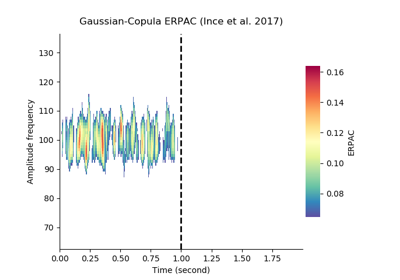 Gaussian-Copula ERPAC (Ince et al. 2017)
130
120
110
100
90
80
70
Amplitude frequency
0.00 0.25 0.50 0.75 1.00 1.25 1.50 1.75
Time (second)
0.16
0.14
0.12
0.10
0.08
ERPAC